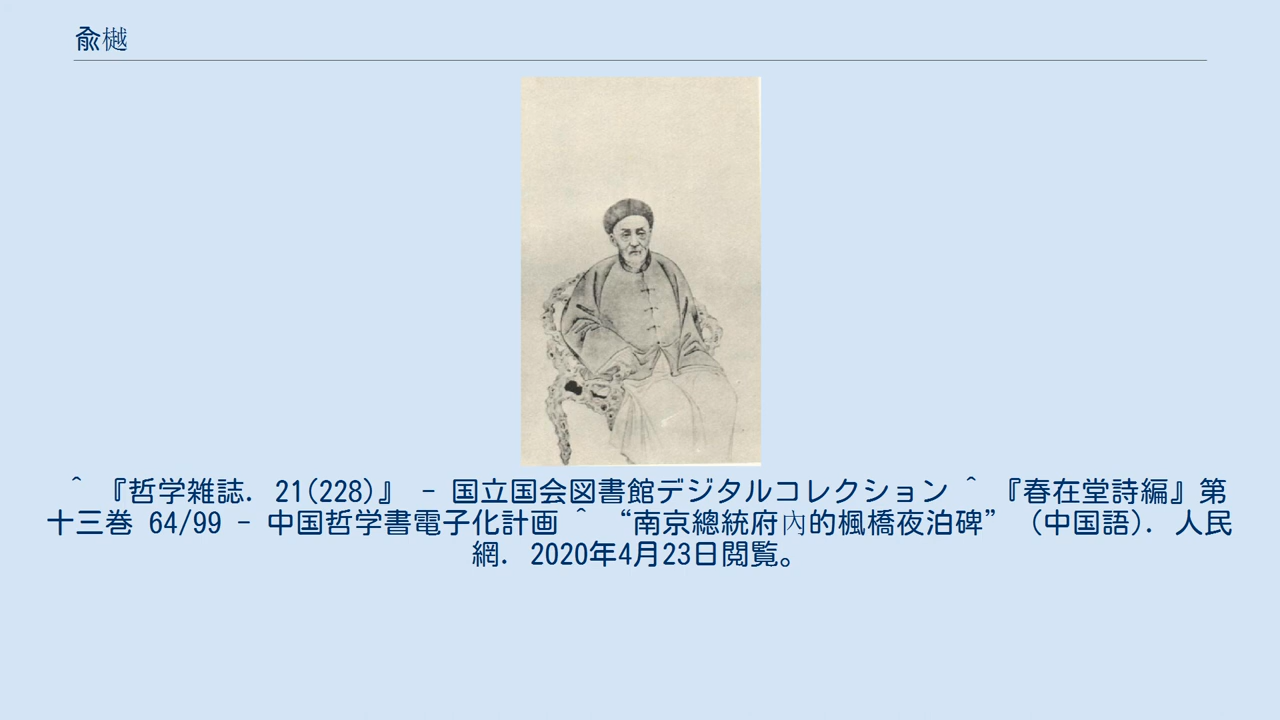 兪樾
^ 『哲学雑誌. 21(228)』 - 国立国会図書館デジタルコレクション ^ 『春在堂詩編』第
十三巻 64/99 - 中国哲学書電子化計画 ^ “南京總統府內的楓橋夜泊碑” (中国語). 人民
網. 2020年4月23日閲覧。